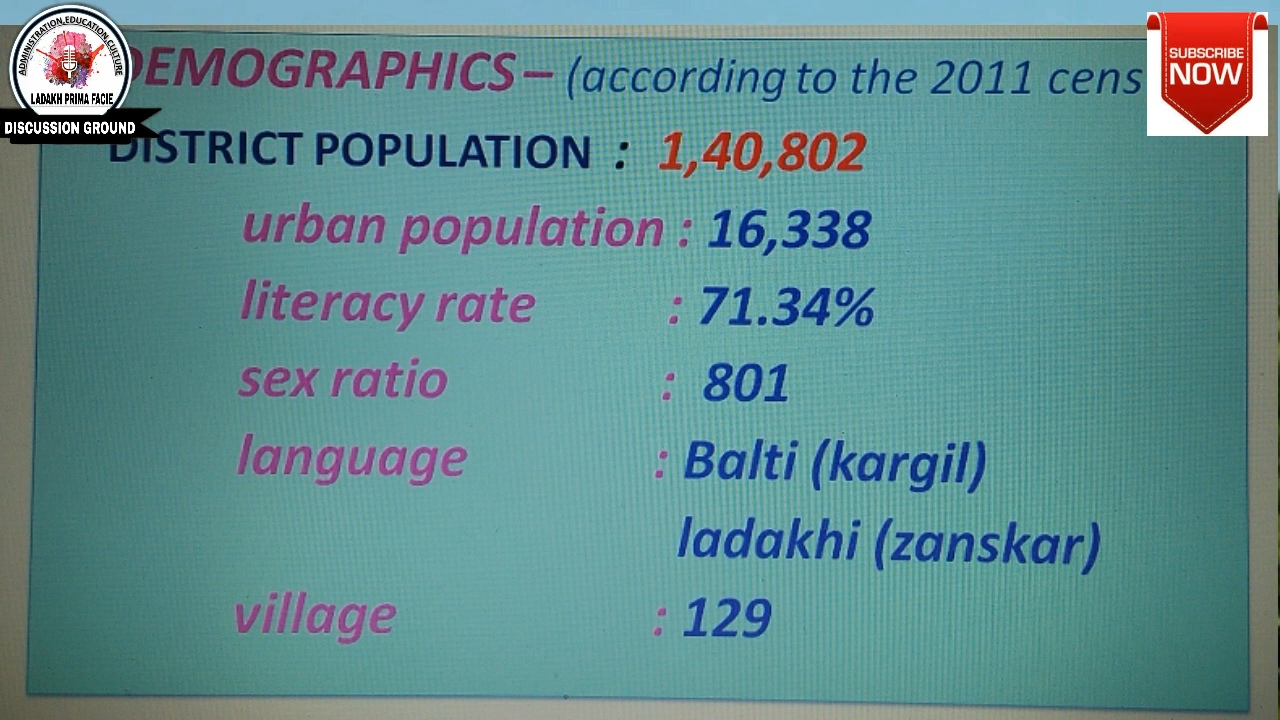 ADMINISTRATION,EDUCATION,CULTURE
LADAKH PRIMA FACIE
DISCUSSION GROUND
SUBSCRIBE
NOW
DEMOGRAPHICS – (according to the 2011 cens
DISTRICT POPULATION : 1,40,802
urban population : 16,338
literacy rate : 71.34%
sex ratio : 801
language : Balti (kargil)
ladakhi (zanskar)
village : 129